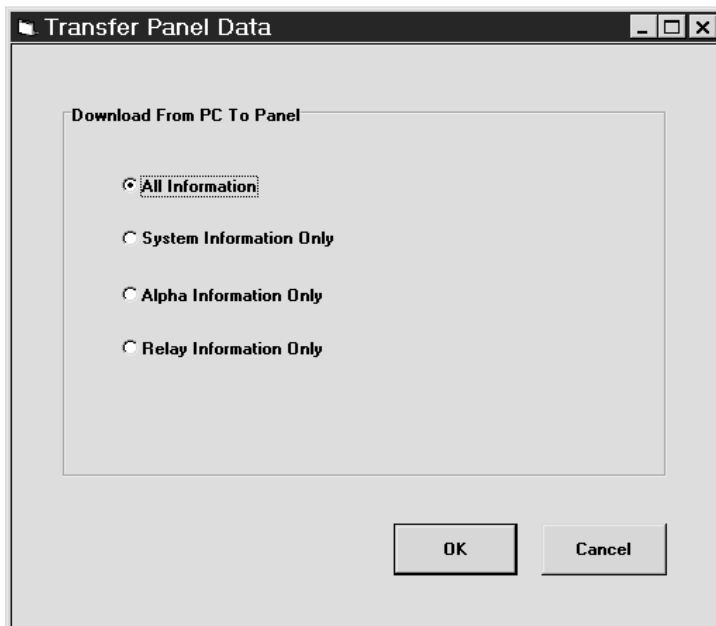 Transfer Panel Data
Download From PC To Panel
All Information
System Information Only
Alpha Information Only
Relay Information Only
OK
Cancel